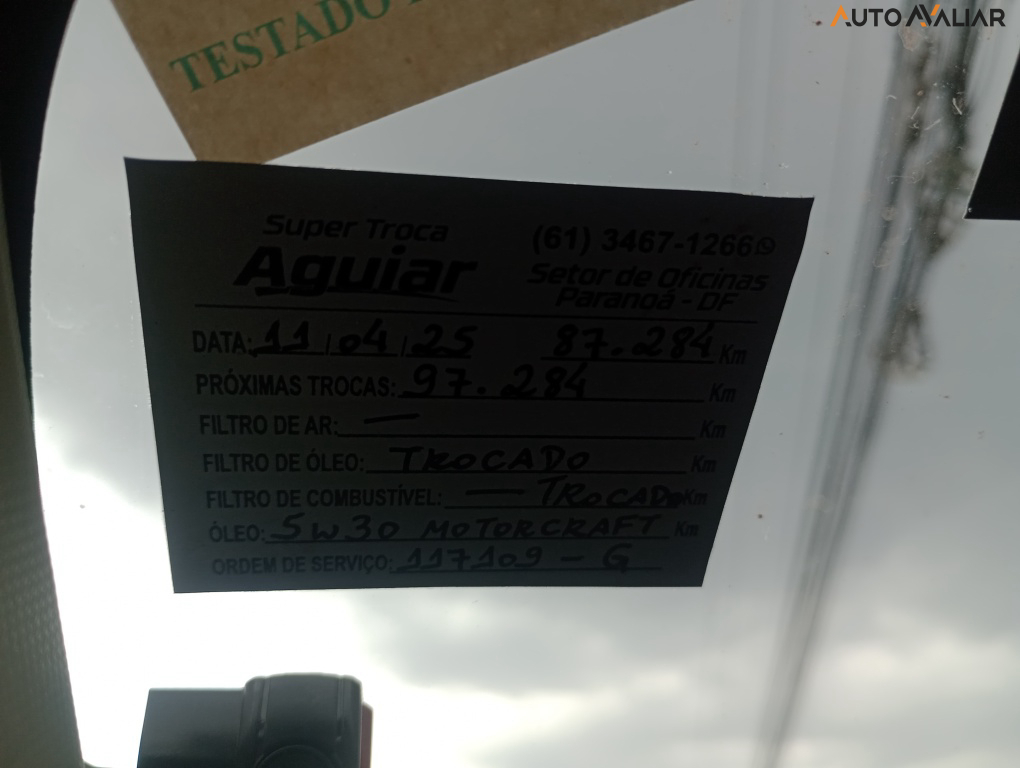 AUTOAVALIAR
TESTADO
Super Troca
Aguiar
(61) 3467-1266
Setor de Oficinas
Paranoá - DF
DATA: 11/04/25 87.284 Km
PRÓXIMAS TROCAS: 97.284 Km
FILTRO DE AR: — Km
FILTRO DE ÓLEO: TROCADO Km
FILTRO DE COMBUSTÍVEL: — TROCADO Km
ÓLEO: 5W30 MOTORCRAFT Km
ORDEM DE SERVIÇO: 117109 - G